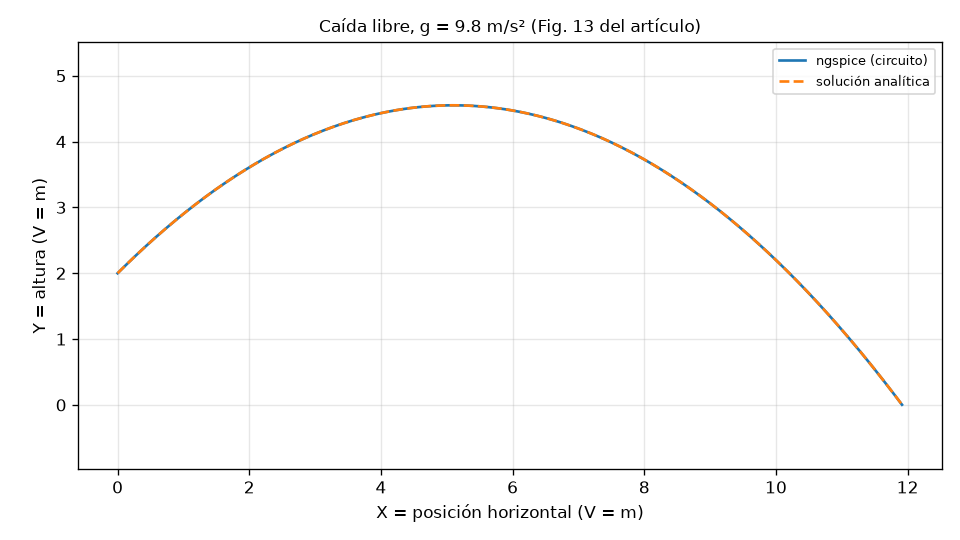 Caída libre, g = 9.8 m/s² (Fig. 13 del artículo)
ngspice (circuito)
solución analítica
Y = altura (V = m)
5
4
3
2
1
0
0 2 4 6 8 10 12
X = posición horizontal (V = m)